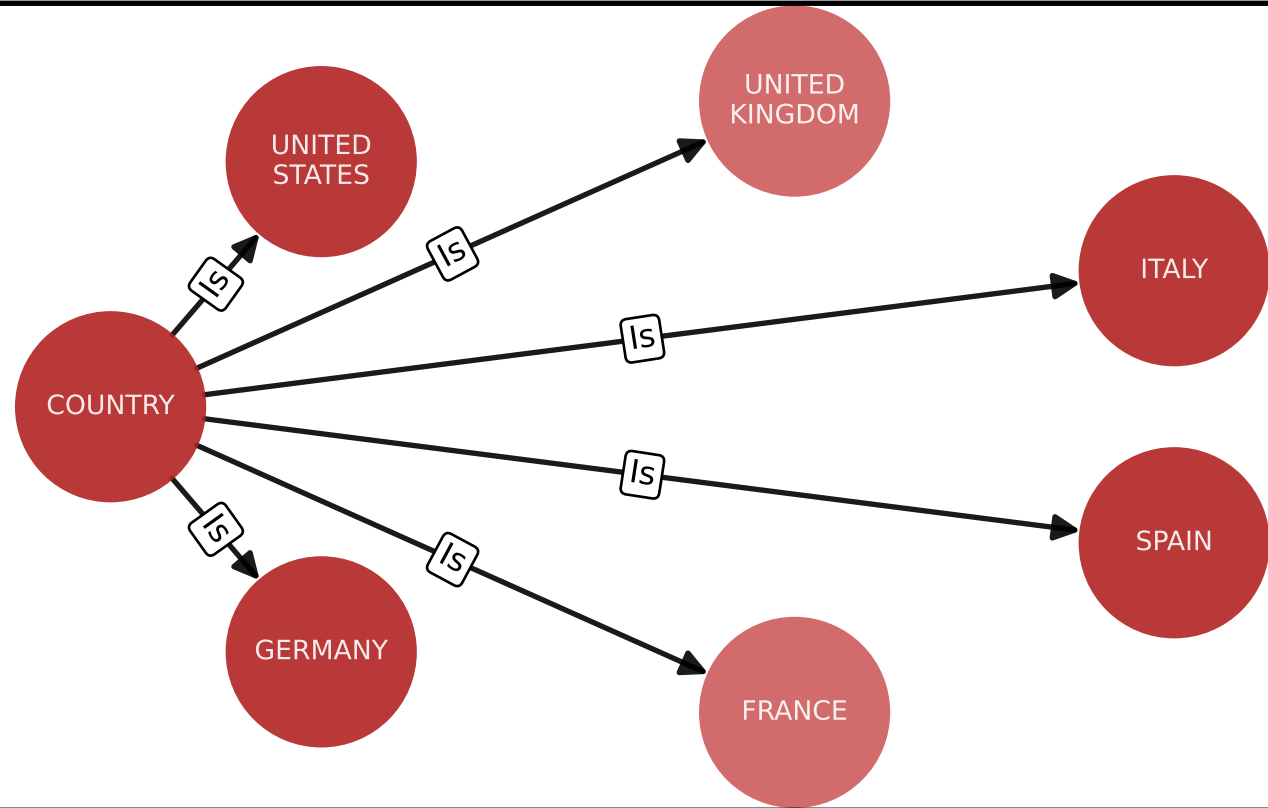 UNITED
KINGDOM
UNITED
STATES
Is
Is
ITALY
Is
COUNTRY
Is
SPAIN
Is
Is
GERMANY
FRANCE